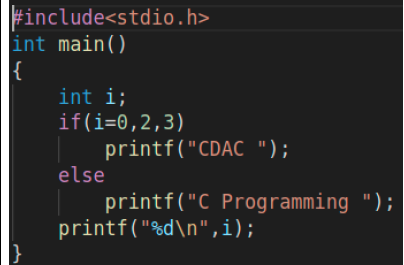 #include<stdio.h>
int main()
{
    int i;
    if(i=0,2,3)
        printf("CDAC ");
    else
        printf("C Programming ");
    printf("%d\n",i);
}